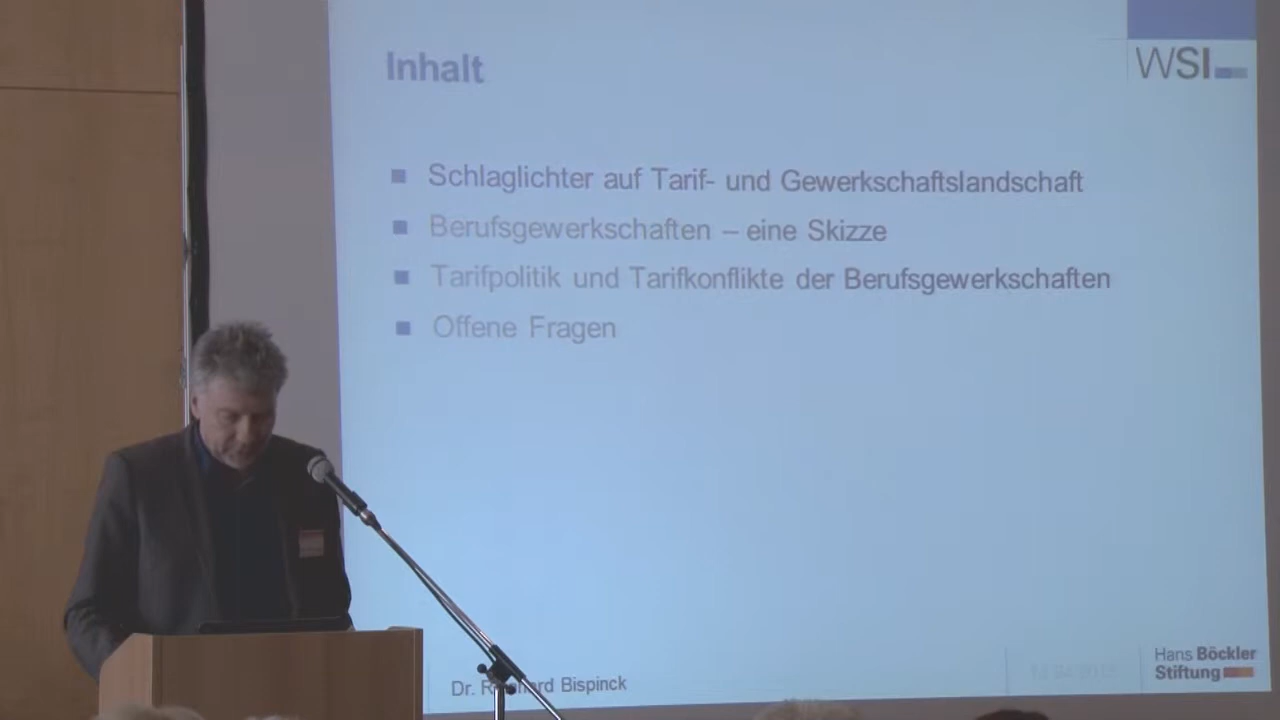 Inhalt
WSI
Schlaglichter auf Tarif- und Gewerkschaftslandschaft
Berufsgewerkschaften – eine Skizze
Tarifpolitik und Tarifkonflikte der Berufsgewerkschaften
Offene Fragen
Dr. Bispinck
Hans Böckler
Stiftung